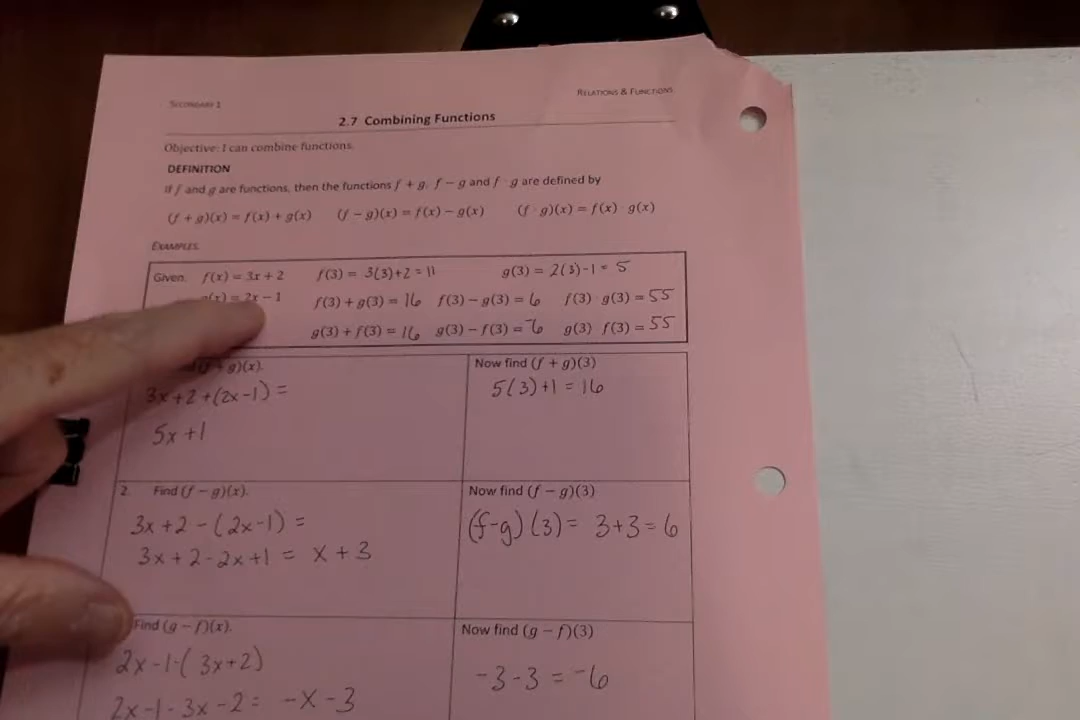 SECONDARY 1
RELATIONS & FUNCTIONS
2.7 Combining Functions
Objective: I can combine functions.
DEFINITION
If f and g are functions, then the functions f + g, f − g and f · g are defined by
(f + g)(x) = f(x) + g(x) (f − g)(x) = f(x) − g(x) (f · g)(x) = f(x) · g(x)
EXAMPLES
Given: f(x) = 3x + 2 f(3) = 3(3)+2 = 11 g(3) = 2(3)-1 = 5
g(x) = 2x − 1 f(3) + g(3) = 16 f(3) − g(3) = 6 f(3) · g(3) = 55
g(3) + f(3) = 16 g(3) − f(3) = -6 g(3) · f(3) = 55
(f + g)(x). Now find (f + g)(3)
3x+2+(2x-1) = 5(3)+1 = 16
5x+1
2. Find (f − g)(x). Now find (f − g)(3)
3x+2-(2x-1) = (f-g)(3) = 3+3=6
3x+2-2x+1 = x+3
Find (g − f)(x). Now find (g − f)(3)
2x-1-(3x+2) -3-3 = -6
2x-1-3x-2 = -x-3